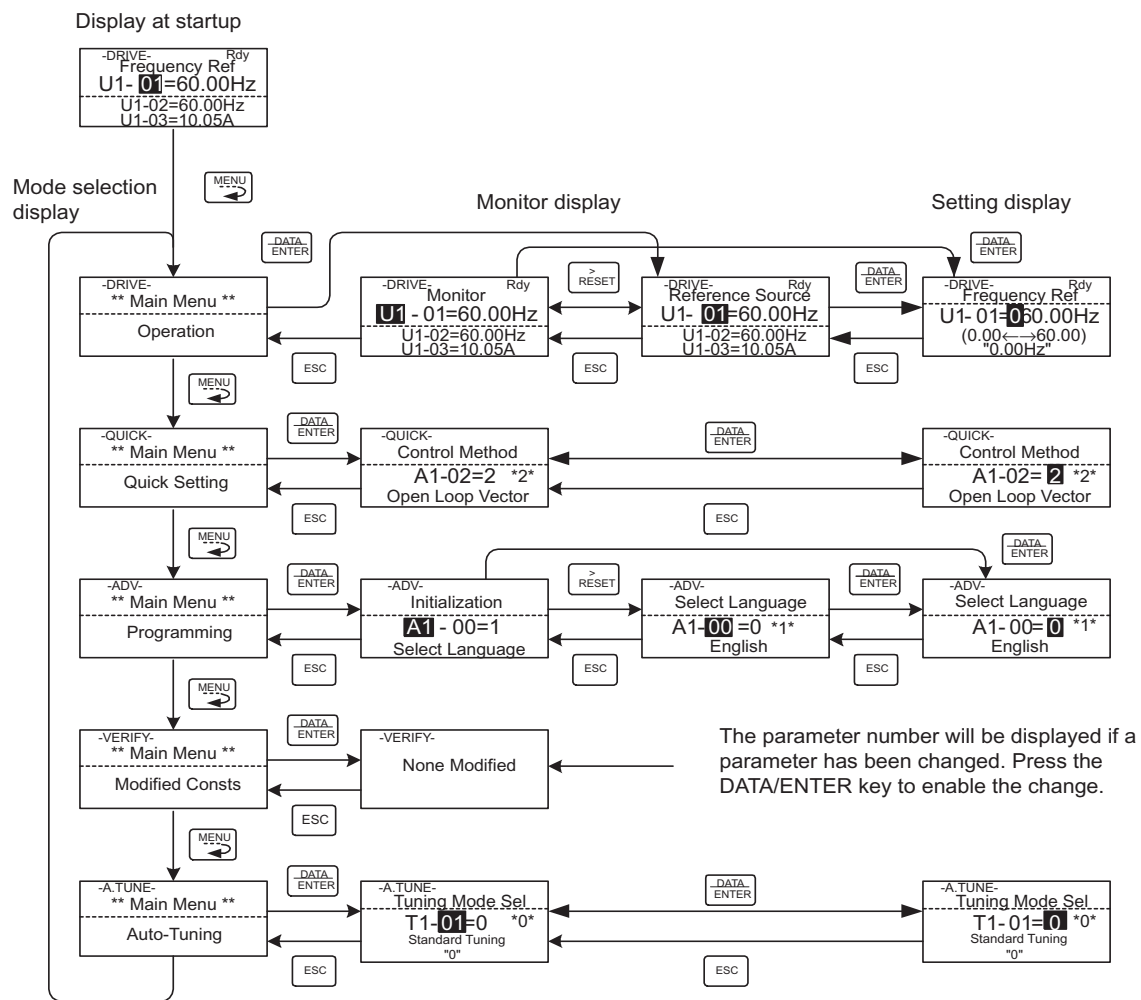 Display at startup
-DRIVE- Rdy
Frequency Ref
U1- 01=60.00Hz
U1-02=60.00Hz
U1-03=10.05A
MENU
Mode selection
display
Monitor display
Setting display
DATA
ENTER
-DRIVE-
** Main Menu **
Operation
-DRIVE- Rdy
Monitor
U1 - 01=60.00Hz
U1-02=60.00Hz
U1-03=10.05A
>
RESET
-DRIVE- Rdy
Reference Source
U1- 01=60.00Hz
U1-02=60.00Hz
U1-03=10.05A
DATA
ENTER
DATA
ENTER
-DRIVE- Rdy
Frequency Ref
U1- 01=060.00Hz
(0.00←→60.00)
"0.00Hz"
ESC
ESC
ESC
MENU
-QUICK-
** Main Menu **
Quick Setting
DATA
ENTER
-QUICK-
Control Method
A1-02=2 *2*
Open Loop Vector
DATA
ENTER
-QUICK-
Control Method
A1-02= 2 *2*
Open Loop Vector
ESC
ESC
MENU
-ADV-
** Main Menu **
Programming
DATA
ENTER
-ADV-
Initialization
A1 - 00=1
Select Language
>
RESET
-ADV-
Select Language
A1-00 =0 *1*
English
DATA
ENTER
DATA
ENTER
-ADV-
Select Language
A1- 00= 0 *1*
English
ESC
ESC
ESC
MENU
-VERIFY-
** Main Menu **
Modified Consts
DATA
ENTER
-VERIFY-
None Modified
The parameter number will be displayed if a
parameter has been changed. Press the
DATA/ENTER key to enable the change.
ESC
MENU
-A.TUNE-
** Main Menu **
Auto-Tuning
DATA
ENTER
-A.TUNE-
Tuning Mode Sel
T1-01=0 *0*
Standard Tuning
"0"
DATA
ENTER
-A.TUNE-
Tuning Mode Sel
T1- 01= 0 *0*
Standard Tuning
"0"
ESC
ESC